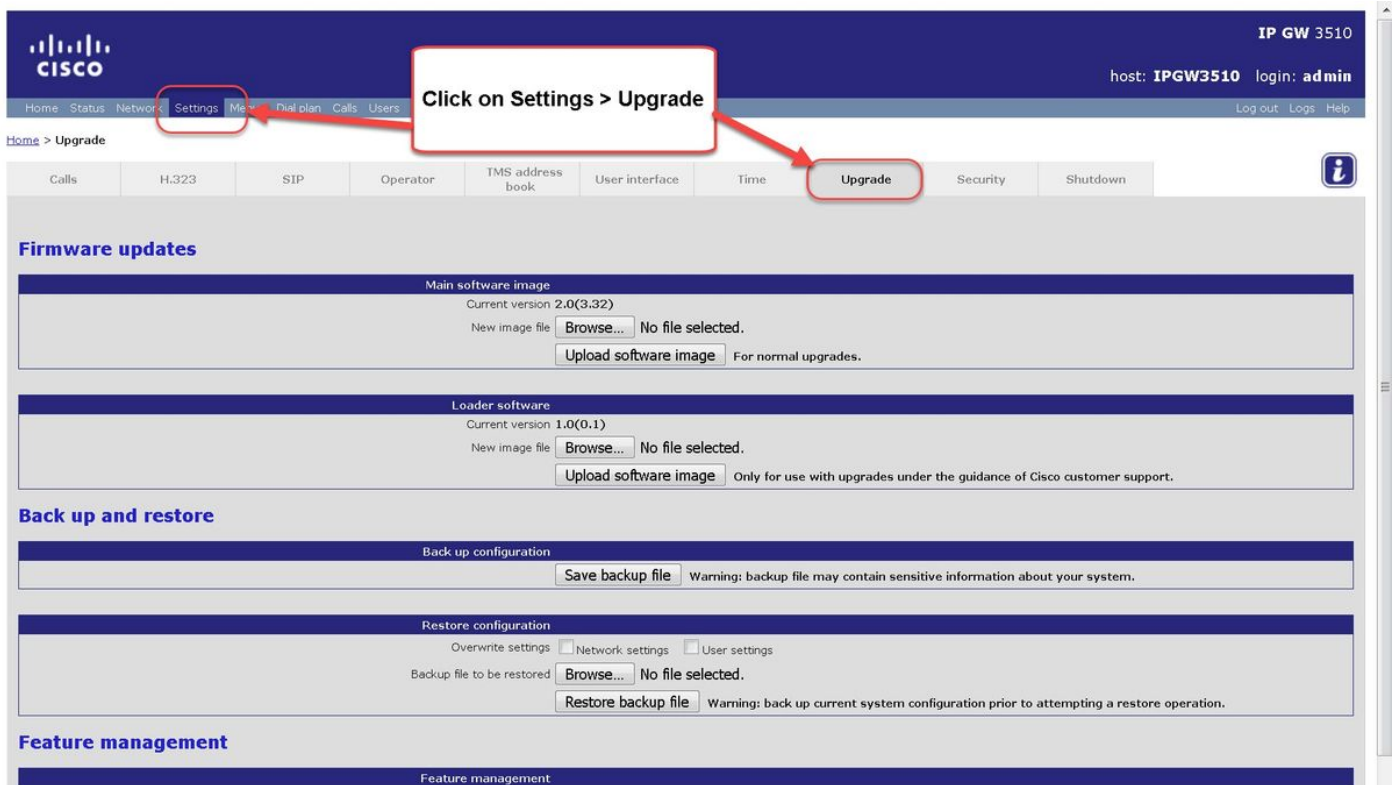 IP GW 3510
CISCO
host: IPGW3510 login: admin
Home Status Network Settings Dial plan Calls Users
Click on Settings > Upgrade
Log out Logs Help
Home > Upgrade
Calls H.323 SIP Operator TMS address book User interface Time Upgrade Security Shutdown
i
Firmware updates
Main software image
Current version 2.0(3.32)
New image file Browse... No file selected.
Upload software image For normal upgrades.
Loader software
Current version 1.0(0.1)
New image file Browse... No file selected.
Upload software image Only for use with upgrades under the guidance of Cisco customer support.
Back up and restore
Back up configuration
Save backup file Warning: backup file may contain sensitive information about your system.
Restore configuration
Overwrite settings Network settings User settings
Backup file to be restored Browse... No file selected.
Restore backup file Warning: back up current system configuration prior to attempting a restore operation.
Feature management
Feature management